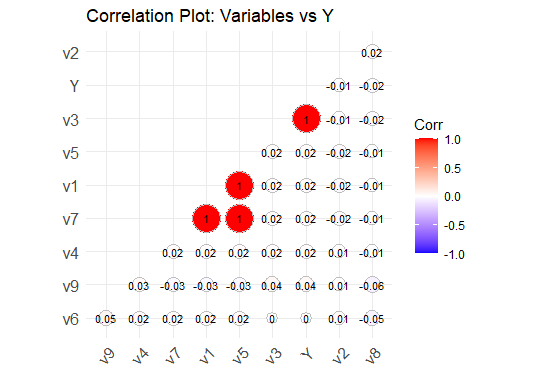 Correlation Plot: Variables vs Y
v2 0.02
Y -0.01 -0.02
v3 1 -0.01 -0.02
v5 0.02 0.02 -0.02 -0.01
v1 1 0.02 0.02 -0.02 -0.01
v7 1 1 0.02 0.02 -0.02 -0.01
v4 0.02 0.02 0.02 0.02 0.02 0.01 -0.01
v9 -0.03 -0.03 -0.03 -0.03 0.04 0.04 0.01 -0.06
v6 0.05 0.02 0.02 0.02 0.02 0 0 0.01 -0.05
v9 v4 v7 v1 v5 v3 Y v2 v8
Corr
1.0
0.5
0.0
-0.5
-1.0